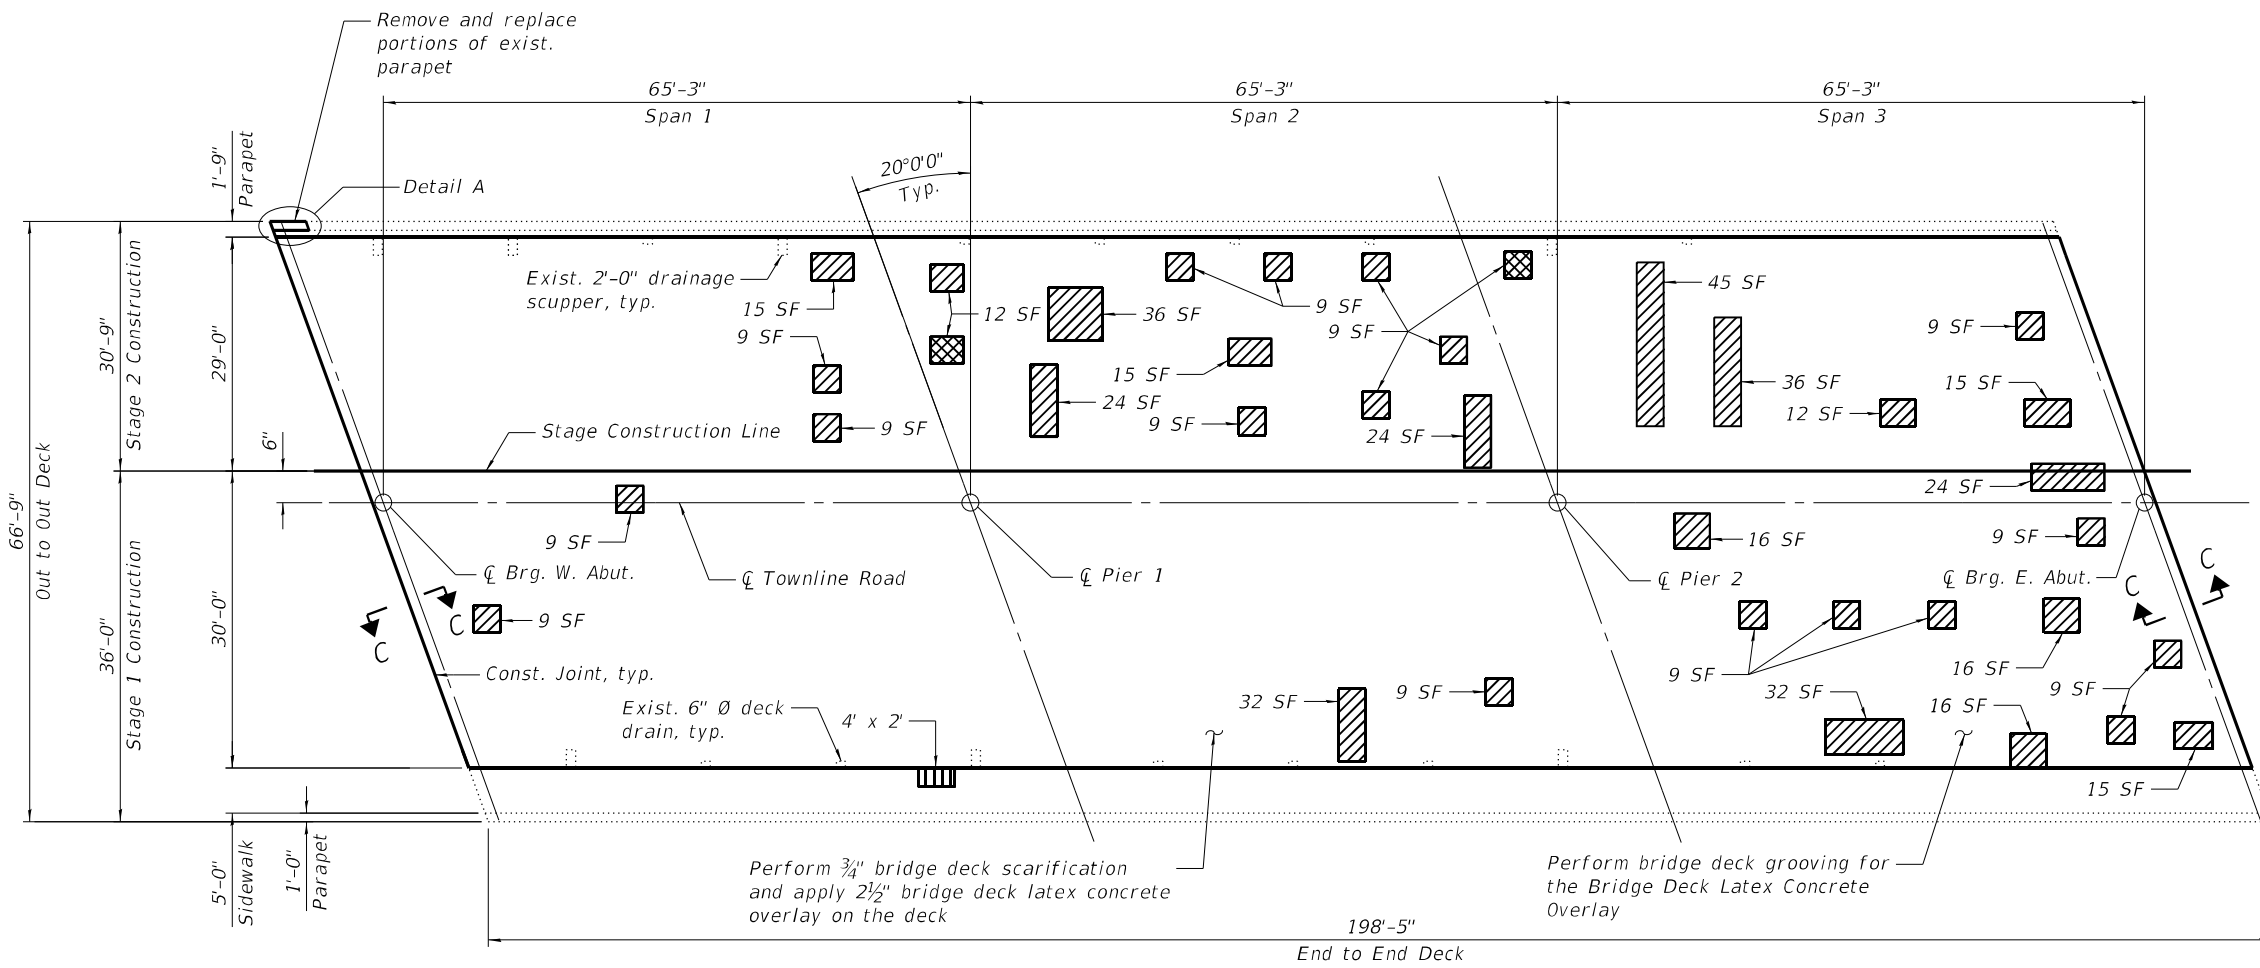 Remove and replace
portions of exist.
parapet
65'-3"
Span 1
65'-3"
Span 2
65'-3"
Span 3
1'-9"
Parapet
Detail A
20°0'0"
Typ.
Exist. 2'-0" drainage
scupper, typ.
15 SF
12 SF
36 SF
9 SF
9 SF
45 SF
9 SF
9 SF
15 SF
24 SF
9 SF
9 SF
24 SF
36 SF
12 SF
15 SF
66'-9"
Out to Out Deck
30'-9"
Stage 2 Construction
29'-0"
6"
Stage Construction Line
24 SF
9 SF
16 SF
9 SF
℄ Brg. W. Abut.
℄ Townline Road
℄ Pier 1
℄ Pier 2
℄ Brg. E. Abut.
C
C
C
C
9 SF
36'-0"
Stage 1 Construction
30'-0"
Const. Joint, typ.
Exist. 6" Ø deck
drain, typ.
4' x 2'
32 SF
9 SF
9 SF
32 SF
16 SF
16 SF
9 SF
15 SF
5'-0"
Sidewalk
1'-0"
Parapet
Perform ¾" bridge deck scarification
and apply 2½" bridge deck latex concrete
overlay on the deck
Perform bridge deck grooving for
the Bridge Deck Latex Concrete
Overlay
198'-5"
End to End Deck